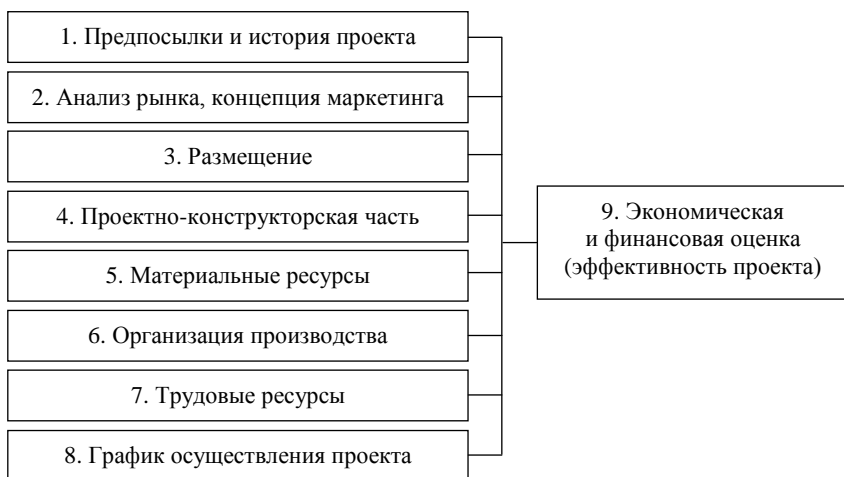 1. Предпосылки и история проекта
2. Анализ рынка, концепция маркетинга
3. Размещение
4. Проектно-конструкторская часть
5. Материальные ресурсы
6. Организация производства
7. Трудовые ресурсы
8. График осуществления проекта
9. Экономическая
и финансовая оценка
(эффективность проекта)